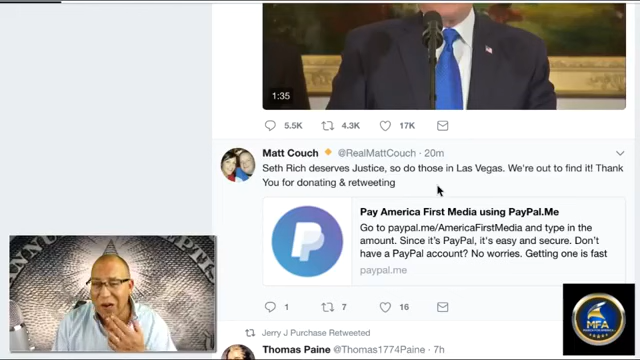 1:35
5.5K 4.3K 17K
Matt Couch @RealMattCouch · 20m
Seth Rich deserves Justice, so do those in Las Vegas. We're out to find it! Thank
You for donating & retweeting
Pay America First Media using PayPal.Me
Go to paypal.me/AmericaFirstMedia and type in the
amount. Since it's PayPal, it's easy and secure. Don't
have a PayPal account? No worries. Getting one is fast
paypal.me
1 7 16
Jerry J Purchase Retweeted
Thomas Paine @Thomas1774Paine · 7h
ANNU
COEPTIS
MFA